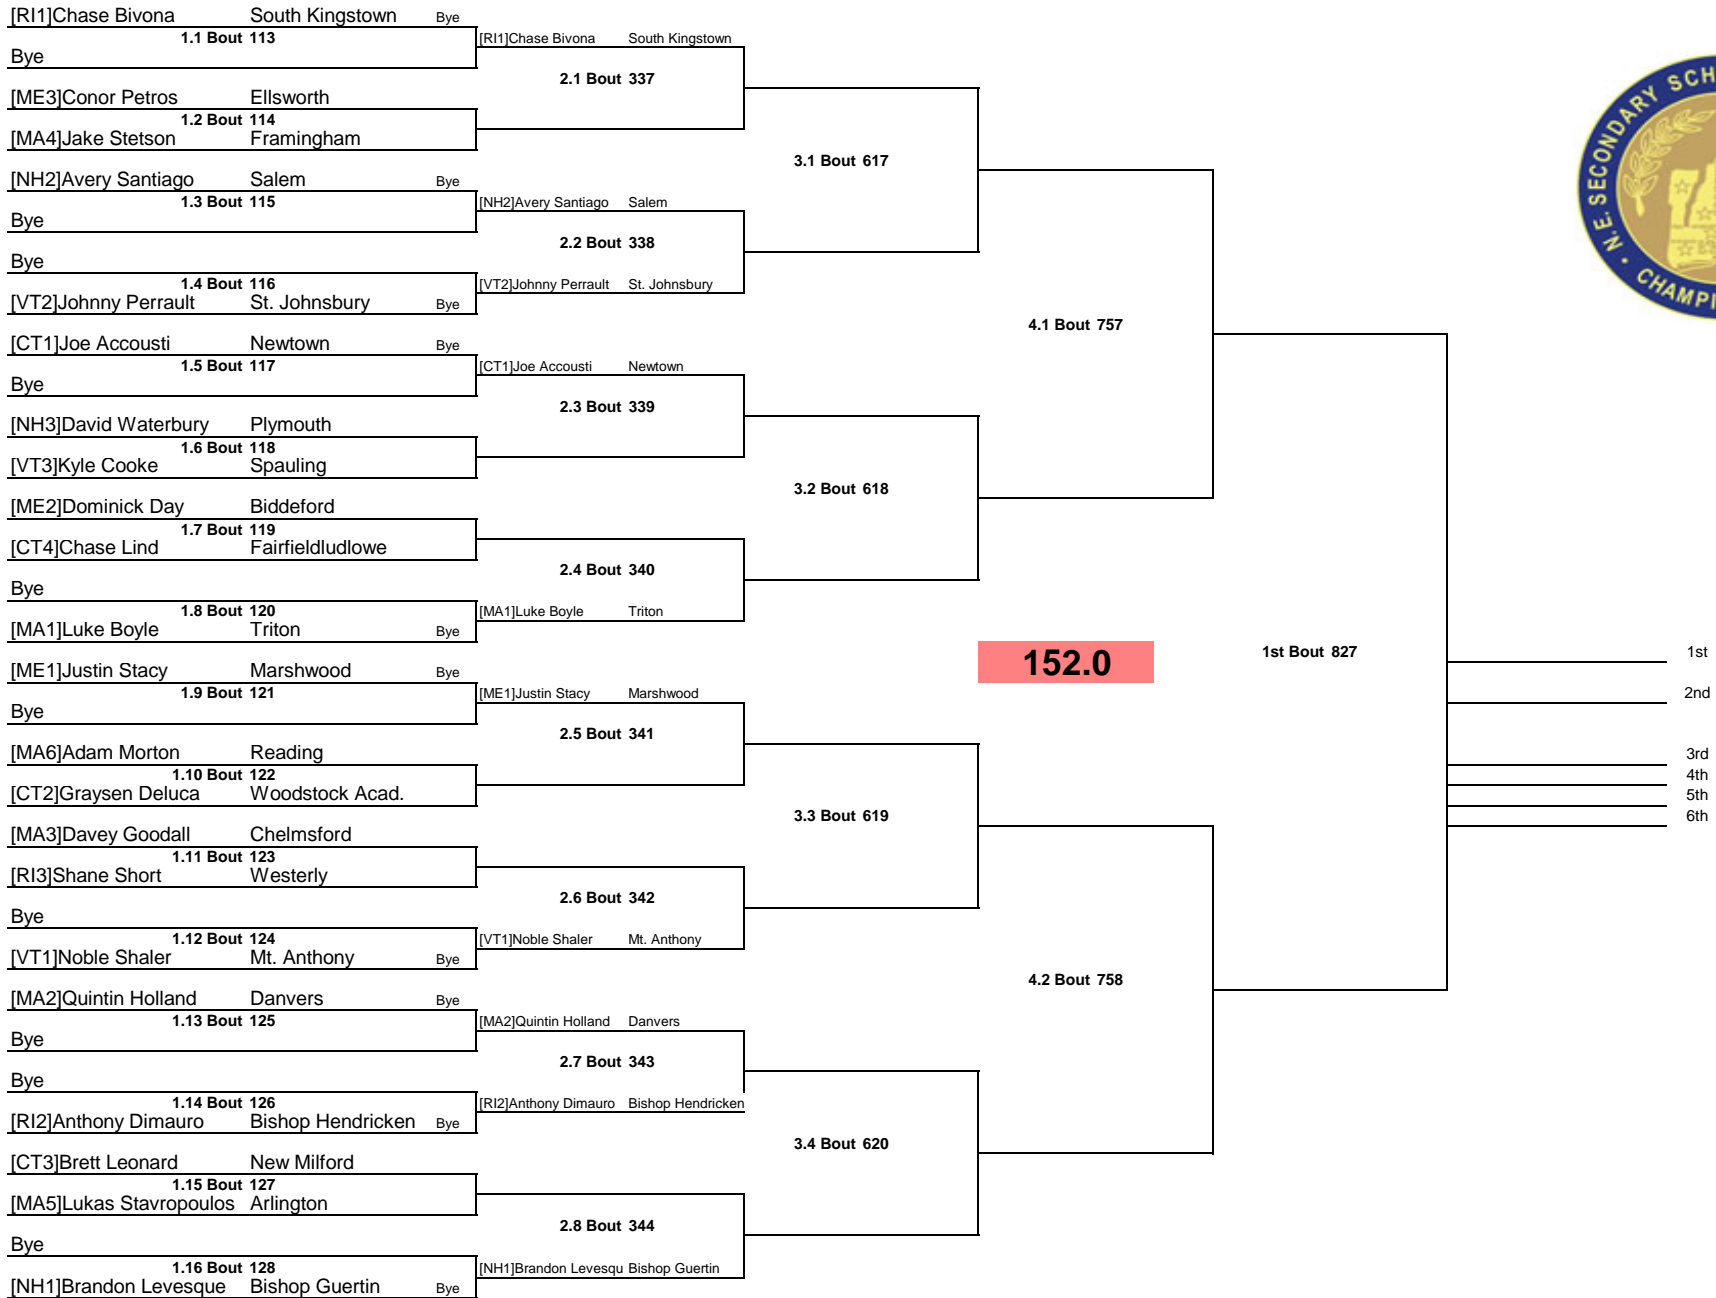 [RI1]Chase Bivona South Kingstown Bye
1.1 Bout 113
Bye
[ME3]Conor Petros Ellsworth
1.2 Bout 114
[MA4]Jake Stetson Framingham
[NH2]Avery Santiago Salem Bye
1.3 Bout 115
Bye
Bye
1.4 Bout 116
[VT2]Johnny Perrault St. Johnsbury Bye
[CT1]Joe Accousti Newtown Bye
1.5 Bout 117
Bye
[NH3]David Waterbury Plymouth
1.6 Bout 118
[VT3]Kyle Cooke Spauling
[ME2]Dominick Day Biddeford
1.7 Bout 119
[CT4]Chase Lind Fairfieldludlowe
Bye
1.8 Bout 120
[MA1]Luke Boyle Triton Bye
[ME1]Justin Stacy Marshwood Bye
1.9 Bout 121
Bye
[MA6]Adam Morton Reading
1.10 Bout 122
[CT2]Graysen Deluca Woodstock Acad.
[MA3]Davey Goodall Chelmsford
1.11 Bout 123
[RI3]Shane Short Westerly
Bye
1.12 Bout 124
[VT1]Noble Shaler Mt. Anthony Bye
[MA2]Quintin Holland Danvers Bye
1.13 Bout 125
Bye
Bye
1.14 Bout 126
[RI2]Anthony Dimauro Bishop Hendricken Bye
[CT3]Brett Leonard New Milford
1.15 Bout 127
[MA5]Lukas Stavropoulos Arlington
Bye
1.16 Bout 128
[NH1]Brandon Levesque Bishop Guertin Bye
[RI1]Chase Bivona South Kingstown
2.1 Bout 337
[NH2]Avery Santiago Salem
2.2 Bout 338
[VT2]Johnny Perrault St. Johnsbury
[CT1]Joe Accousti Newtown
2.3 Bout 339
2.4 Bout 340
[MA1]Luke Boyle Triton
[ME1]Justin Stacy Marshwood
2.5 Bout 341
2.6 Bout 342
[VT1]Noble Shaler Mt. Anthony
[MA2]Quintin Holland Danvers
2.7 Bout 343
[RI2]Anthony Dimauro Bishop Hendricken
2.8 Bout 344
[NH1]Brandon Levesqu Bishop Guertin
3.1 Bout 617
3.2 Bout 618
3.3 Bout 619
3.4 Bout 620
4.1 Bout 757
152.0
4.2 Bout 758
1st Bout 827
1st
2nd
3rd
4th
5th
6th
N.E. SECONDARY SCH
CHAMPI